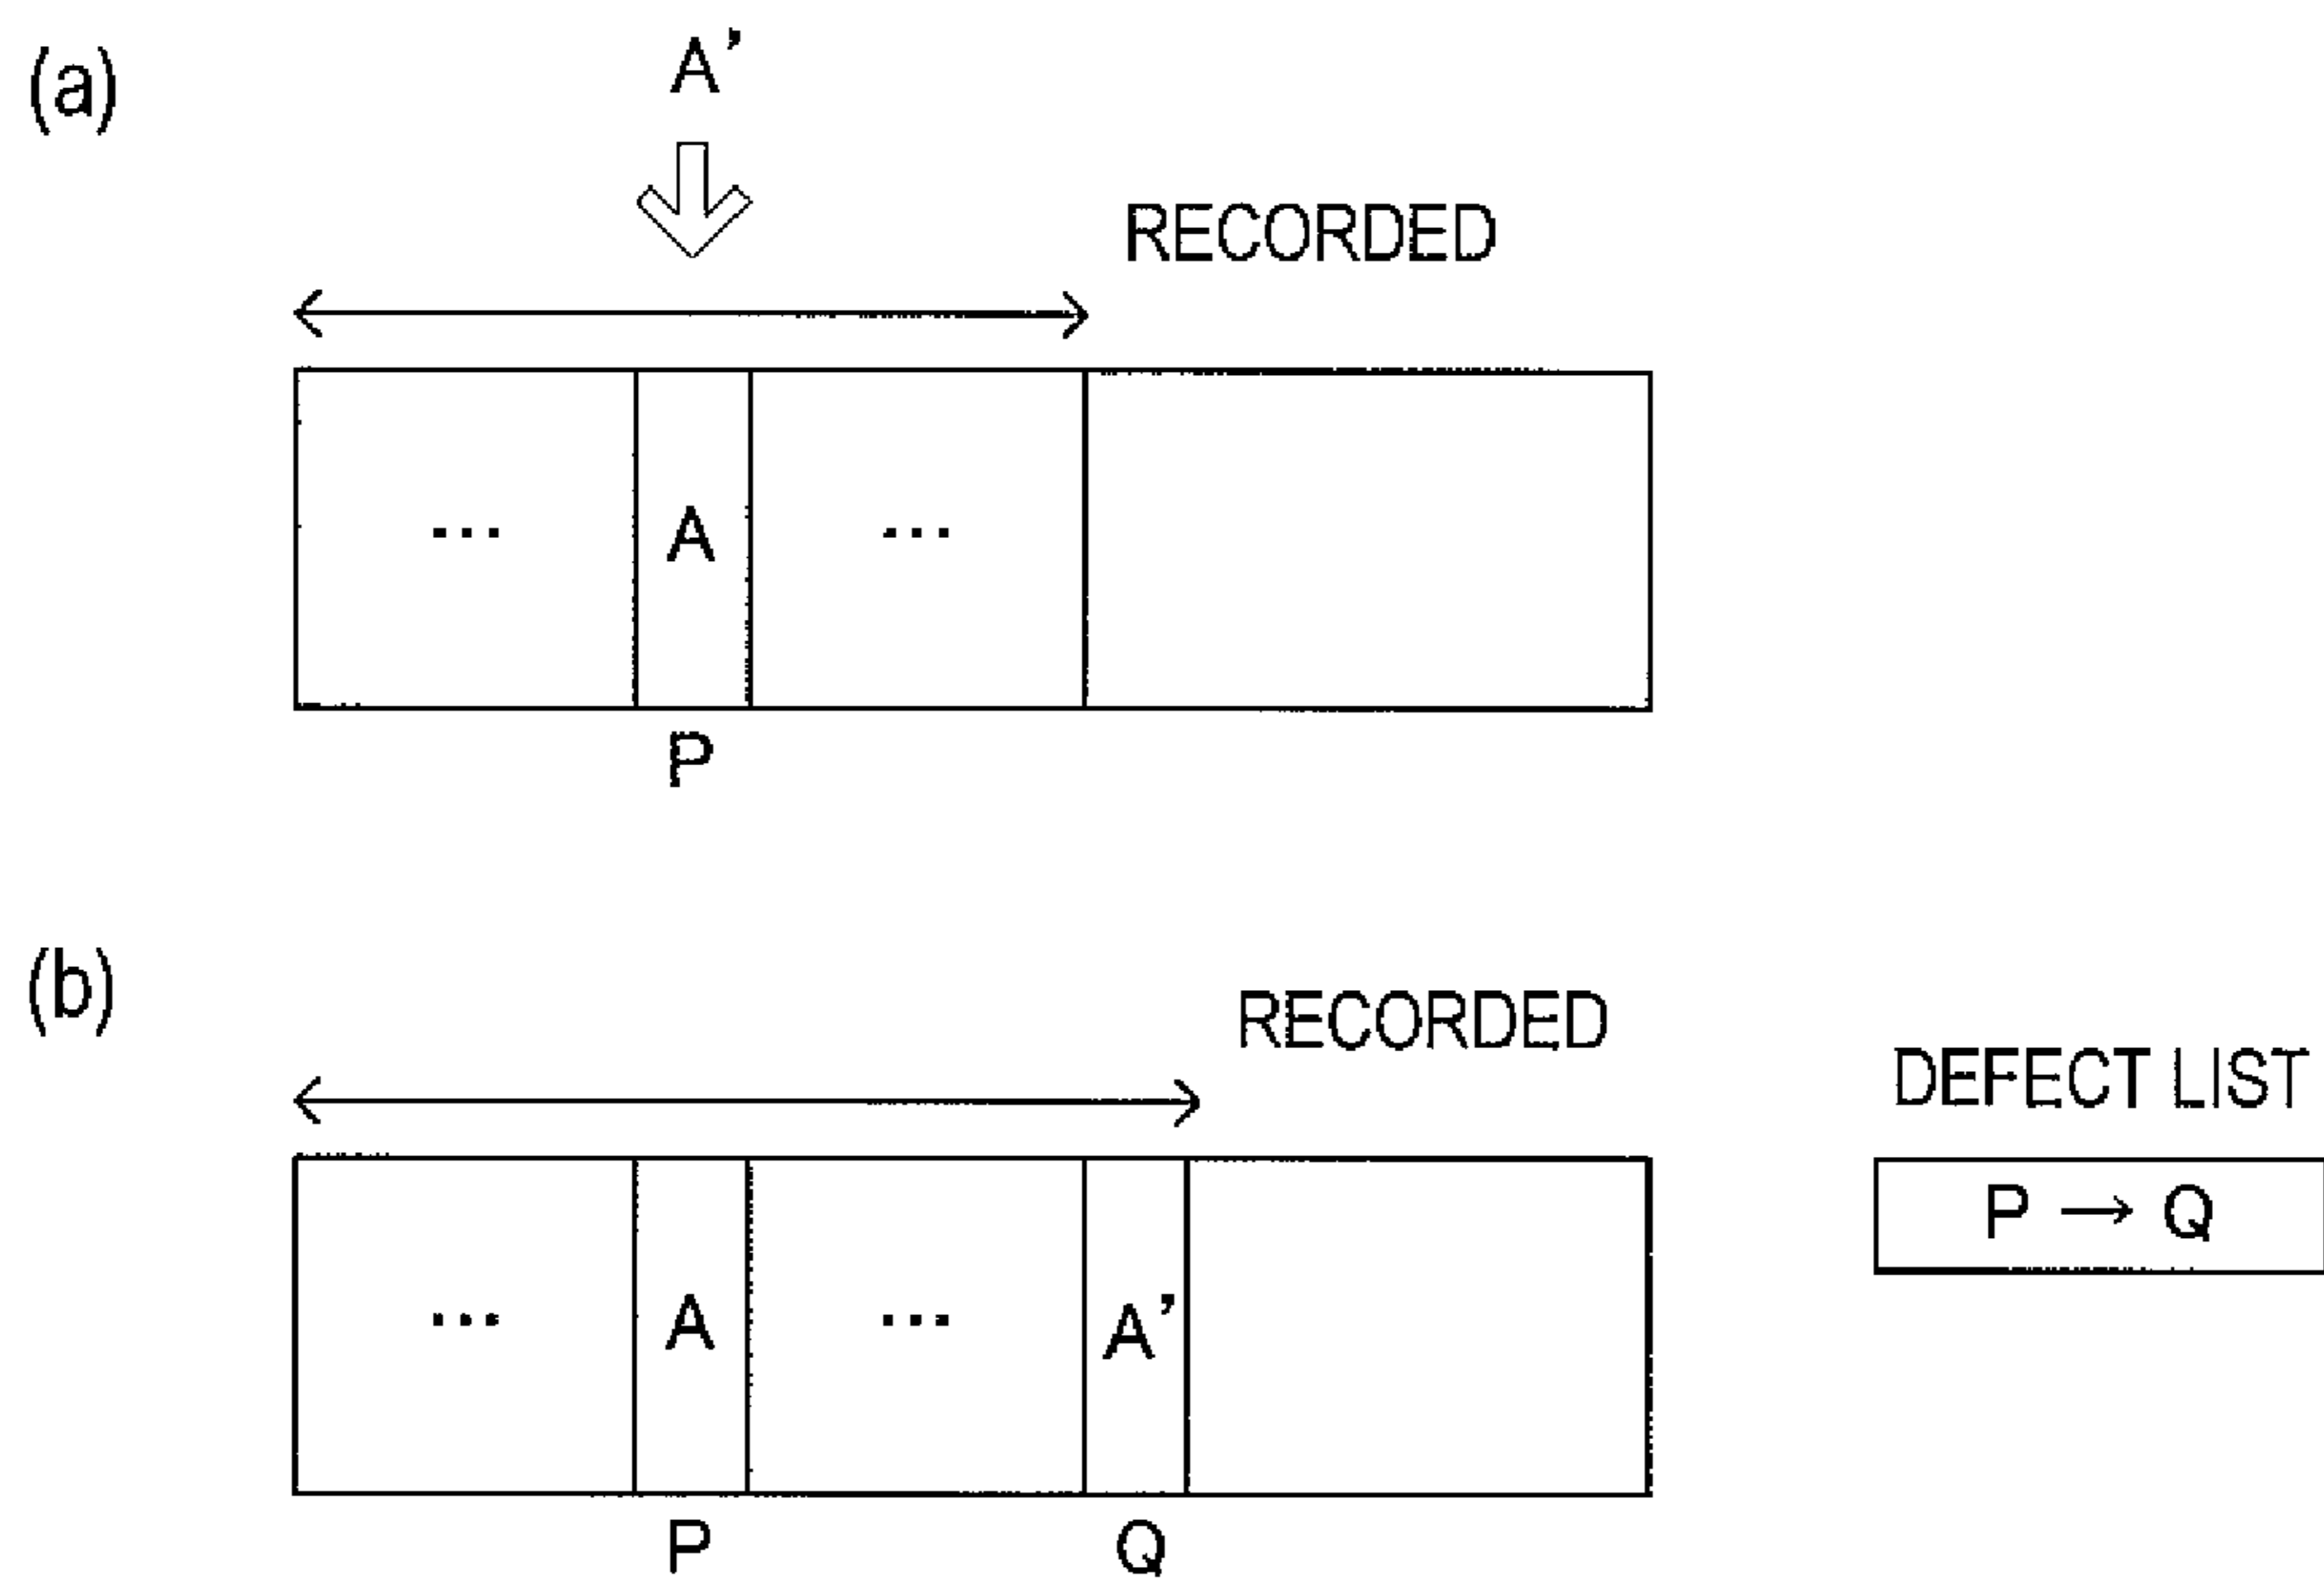 (a)
A'
RECORDED
... A ...
P
(b)
RECORDED
DEFECT LIST
... A ... A'
P → Q
P Q